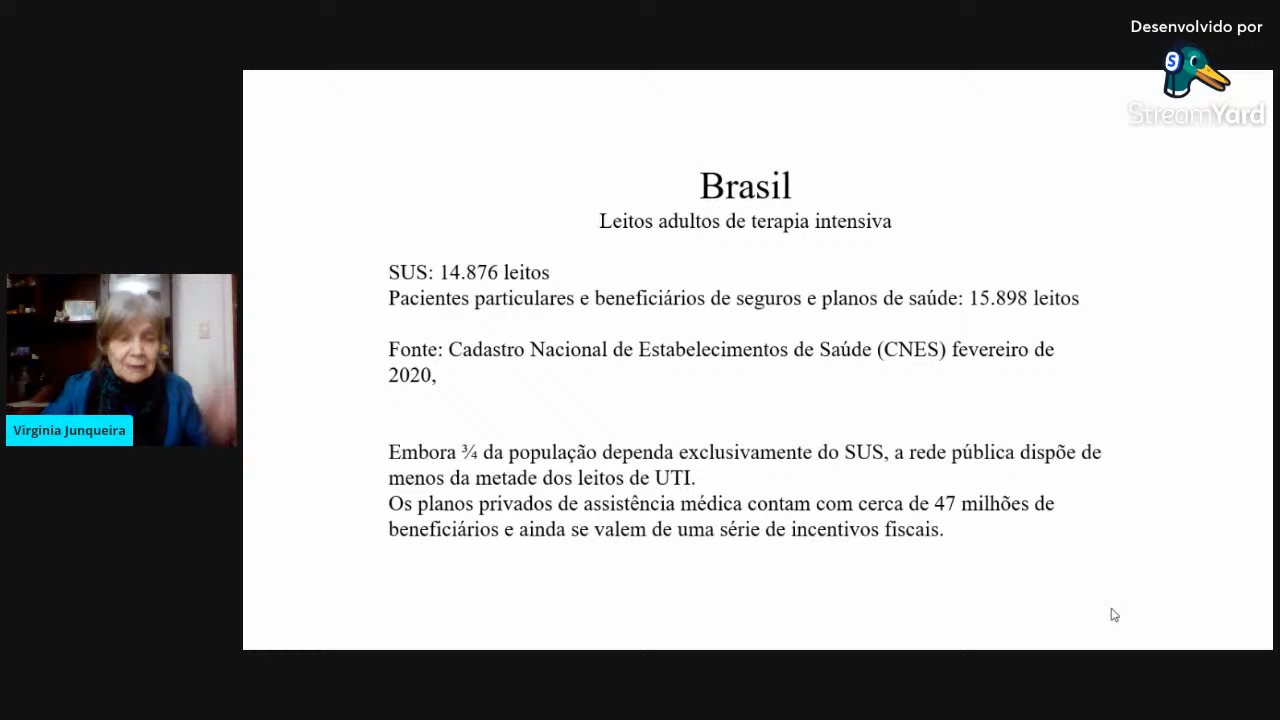 Desenvolvido por
S
StreamYard
Brasil
Leitos adultos de terapia intensiva
SUS: 14.876 leitos
Pacientes particulares e beneficiários de seguros e planos de saúde: 15.898 leitos
Fonte: Cadastro Nacional de Estabelecimentos de Saúde (CNES) fevereiro de
2020,
Embora ¾ da população dependa exclusivamente do SUS, a rede pública dispõe de
menos da metade dos leitos de UTI.
Os planos privados de assistência médica contam com cerca de 47 milhões de
beneficiários e ainda se valem de uma série de incentivos fiscais.
Virgínia Junqueira